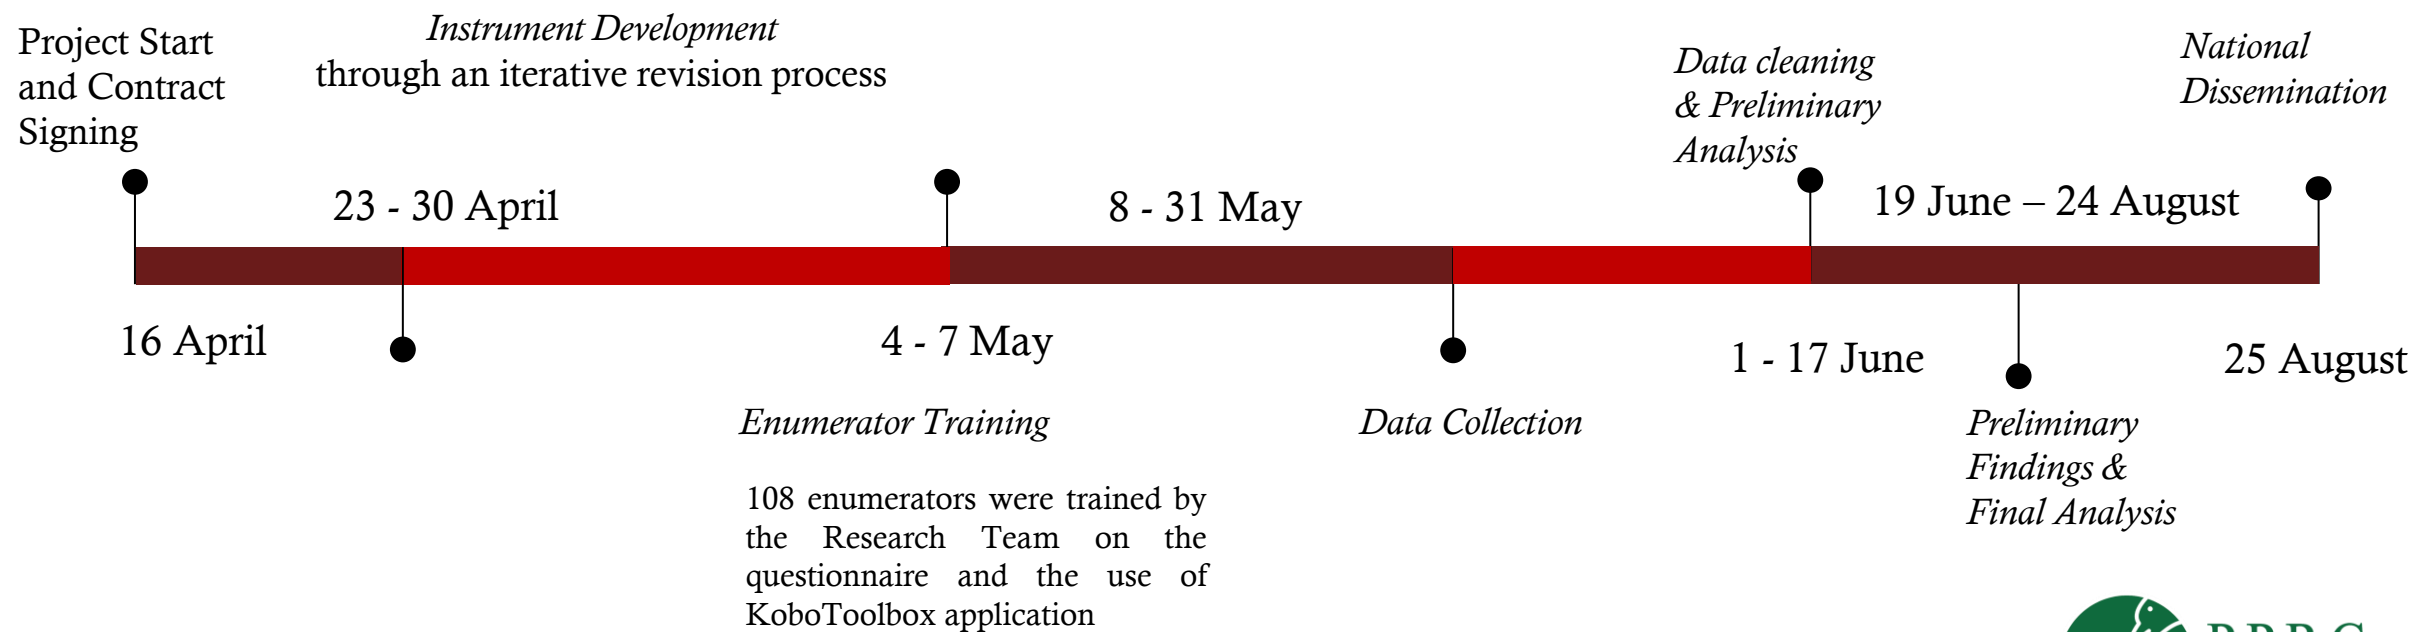 Project Start
and Contract
Signing
16 April
Instrument Development
through an iterative revision process
23 - 30 April
4 - 7 May
Enumerator Training
108 enumerators were trained by
the Research Team on the
questionnaire and the use of
KoboToolbox application
8 - 31 May
Data Collection
Data cleaning
& Preliminary
Analysis
1 - 17 June
19 June – 24 August
Preliminary
Findings &
Final Analysis
National
Dissemination
25 August